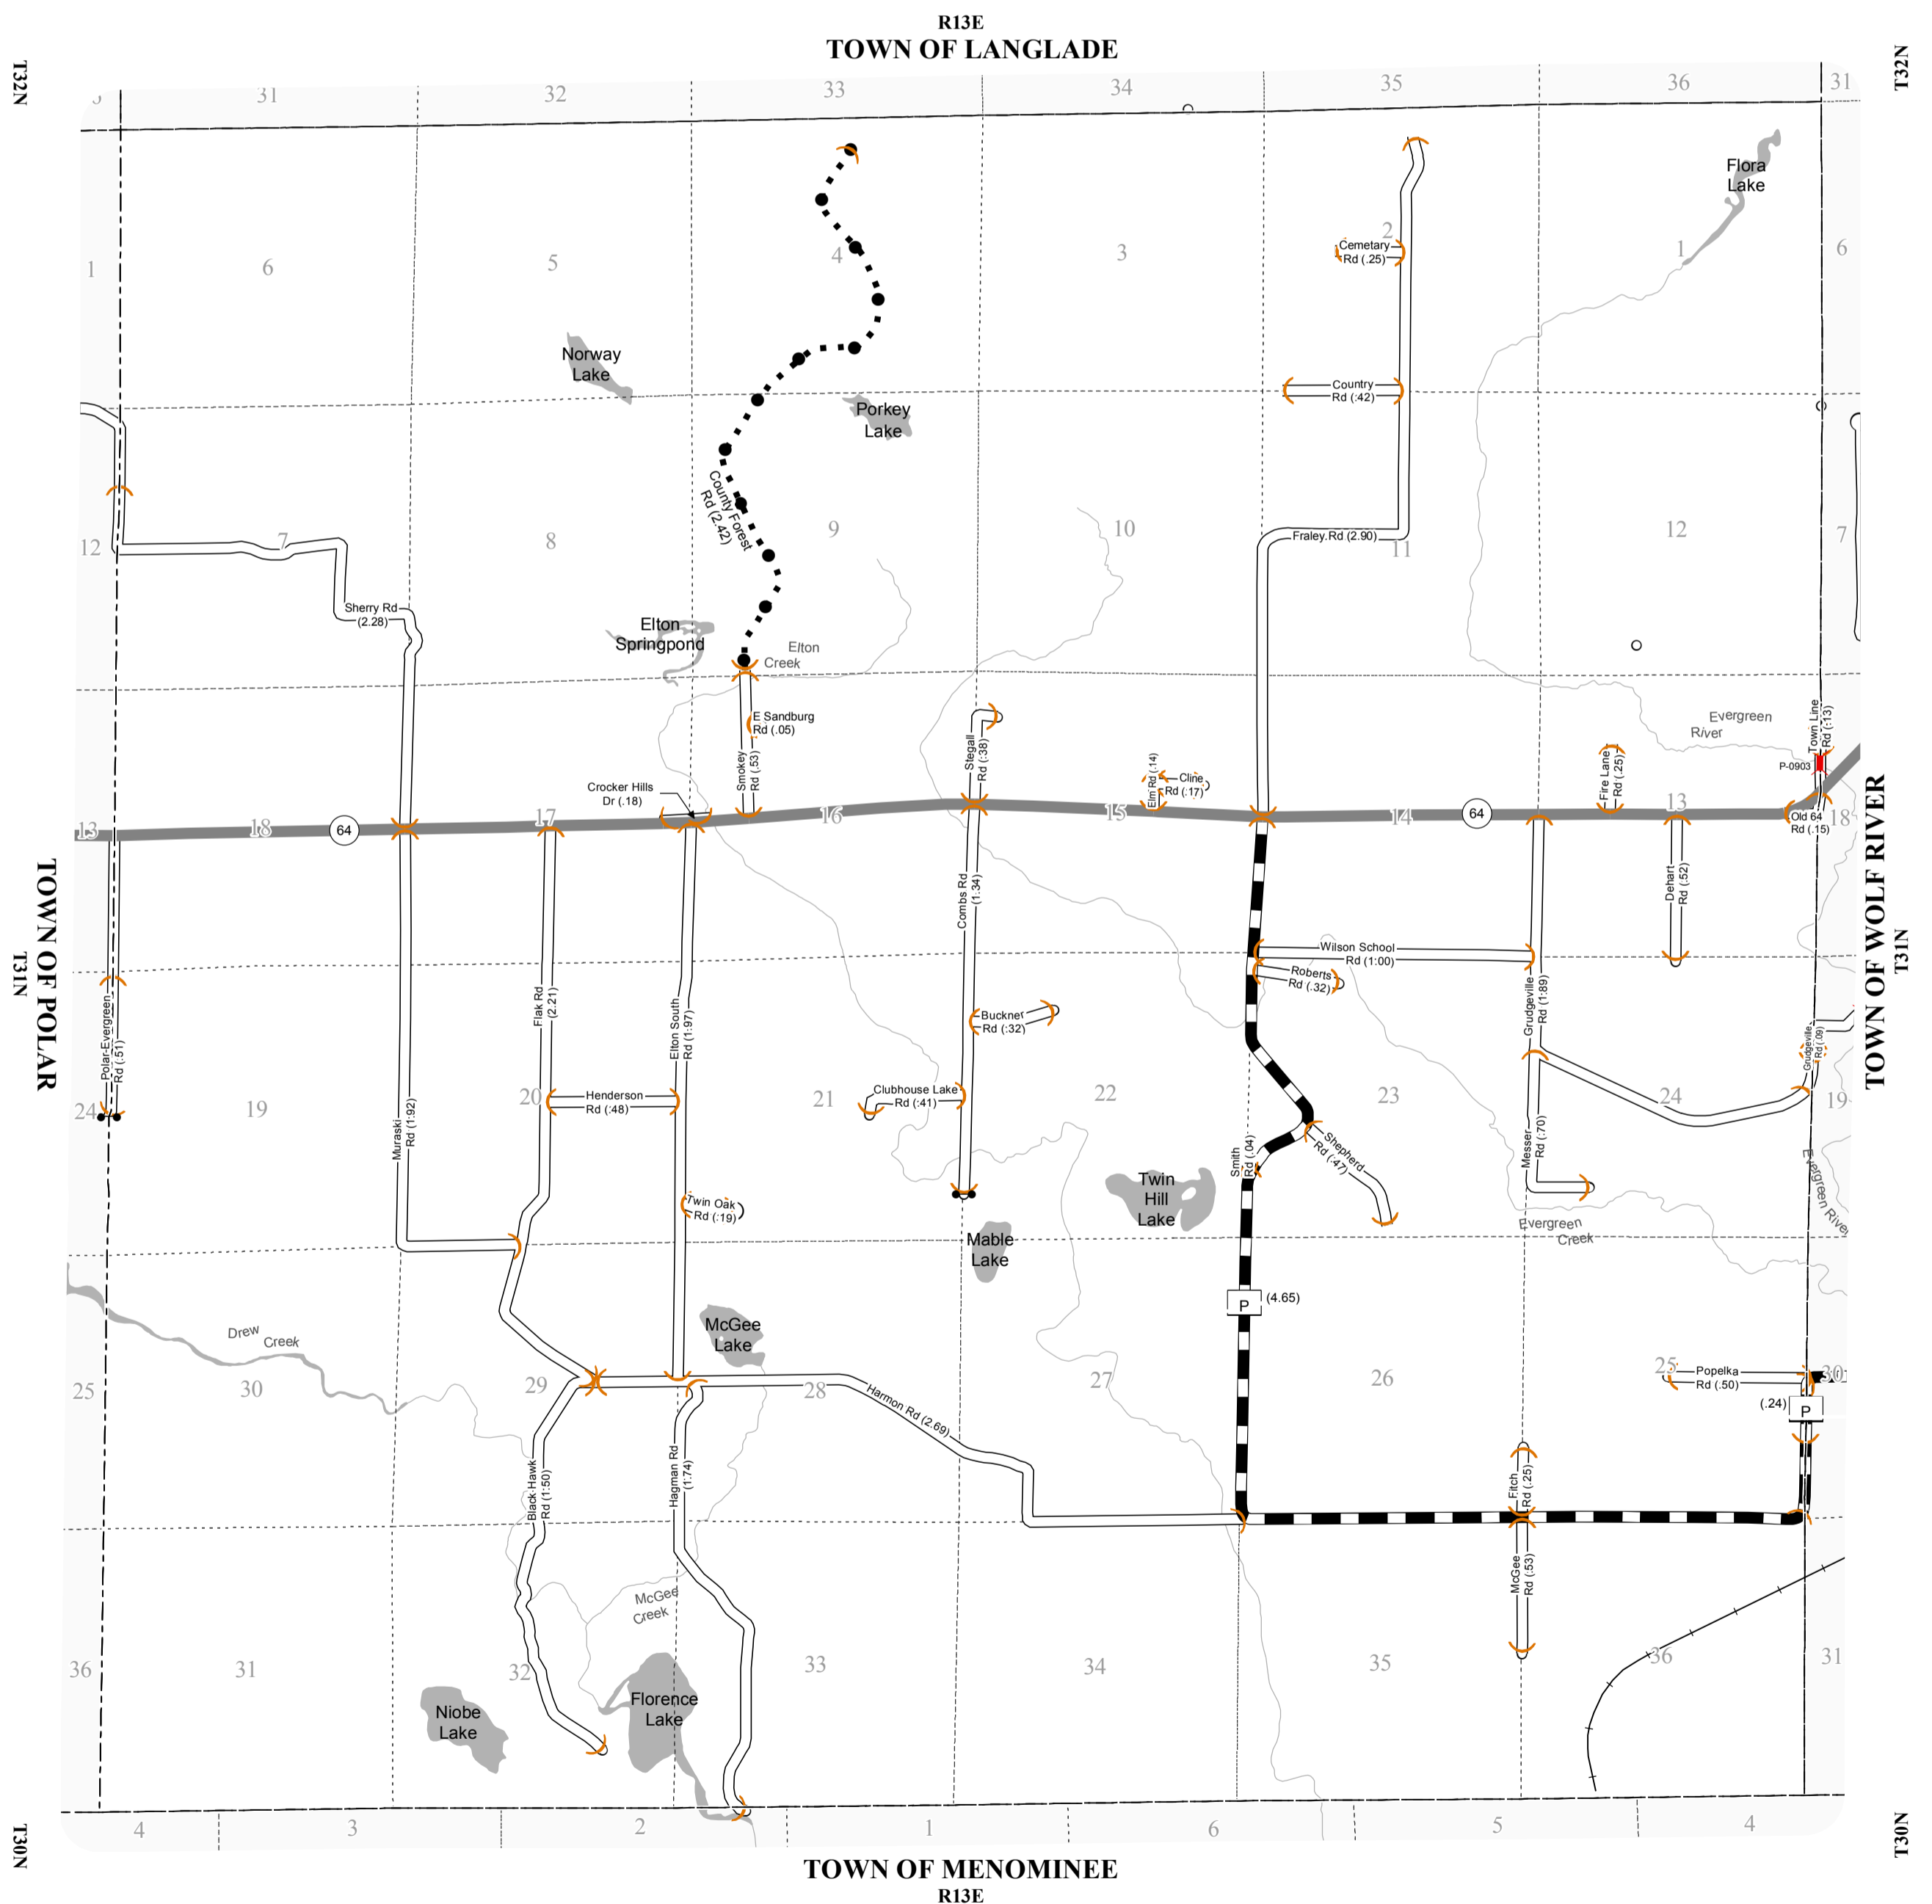 R13E
TOWN OF LANGLADE
T32N
T32N
31
32
33
34
35
36
31
Flora
Lake
2
Cemetary
Rd (.25)
1
6
5
4
3
1
6
Norway
Lake
Porkey
Lake
Country
Rd (.42)
County Forest
Rd (2.42)
12
7
8
9
10
Fraley Rd (2.90)
11
12
7
Sherry Rd
(2.28)
Elton
Springpond
Elton
Creek
E Sandburg
Rd (.05)
Smokey
Rd (.53)
Stegall
Rd (.38)
Elm Rd (.14)
Cline
Rd (.17)
Fire Lane
Rd (.25)
Evergreen
River
Town Line
Rd (.13)
P-0903
Crocker Hills
Dr (.18)
13
18
64
17
16
15
14
64
13
18
Old 64
Rd (.15)
TOWN OF POLAR
T31N
TOWN OF WOLF RIVER
T31N
Combs Rd
(1.34)
Dehart
Rd (.52)
Wilson School
Rd (1.00)
Roberts
Rd (.32)
Polar-Evergreen
Rd (.51)
Flak Rd
(2.21)
Elton South
Rd (1.97)
Buckner
Rd (.32)
Grudgeville
Rd (1.89)
Grudgeville
Rd (.09)
24
19
20
Henderson
Rd (.48)
21
Clubhouse Lake
Rd (.41)
22
23
24
19
Muraski
Rd (1.92)
Smith
Rd (.04)
Shepherd
Rd (.47)
Messer
Rd (.70)
Evergreen River
Twin Oak
Rd (.19)
Twin
Hill
Lake
Mable
Lake
Evergreen
Creek
P
(4.65)
Drew
Creek
McGee
Lake
25
30
29
28
27
26
25
Popelka
Rd (.50)
30
(.24)
P
Harmon Rd (2.69)
Black Hawk
Rd (1.50)
Hagman Rd
(1.74)
Fitch
Rd (.25)
McGee
Rd (.53)
McGee
Creek
36
31
32
33
34
35
36
31
Niobe
Lake
Florence
Lake
T30N
4
3
2
1
6
5
4
T30N
TOWN OF MENOMINEE
R13E